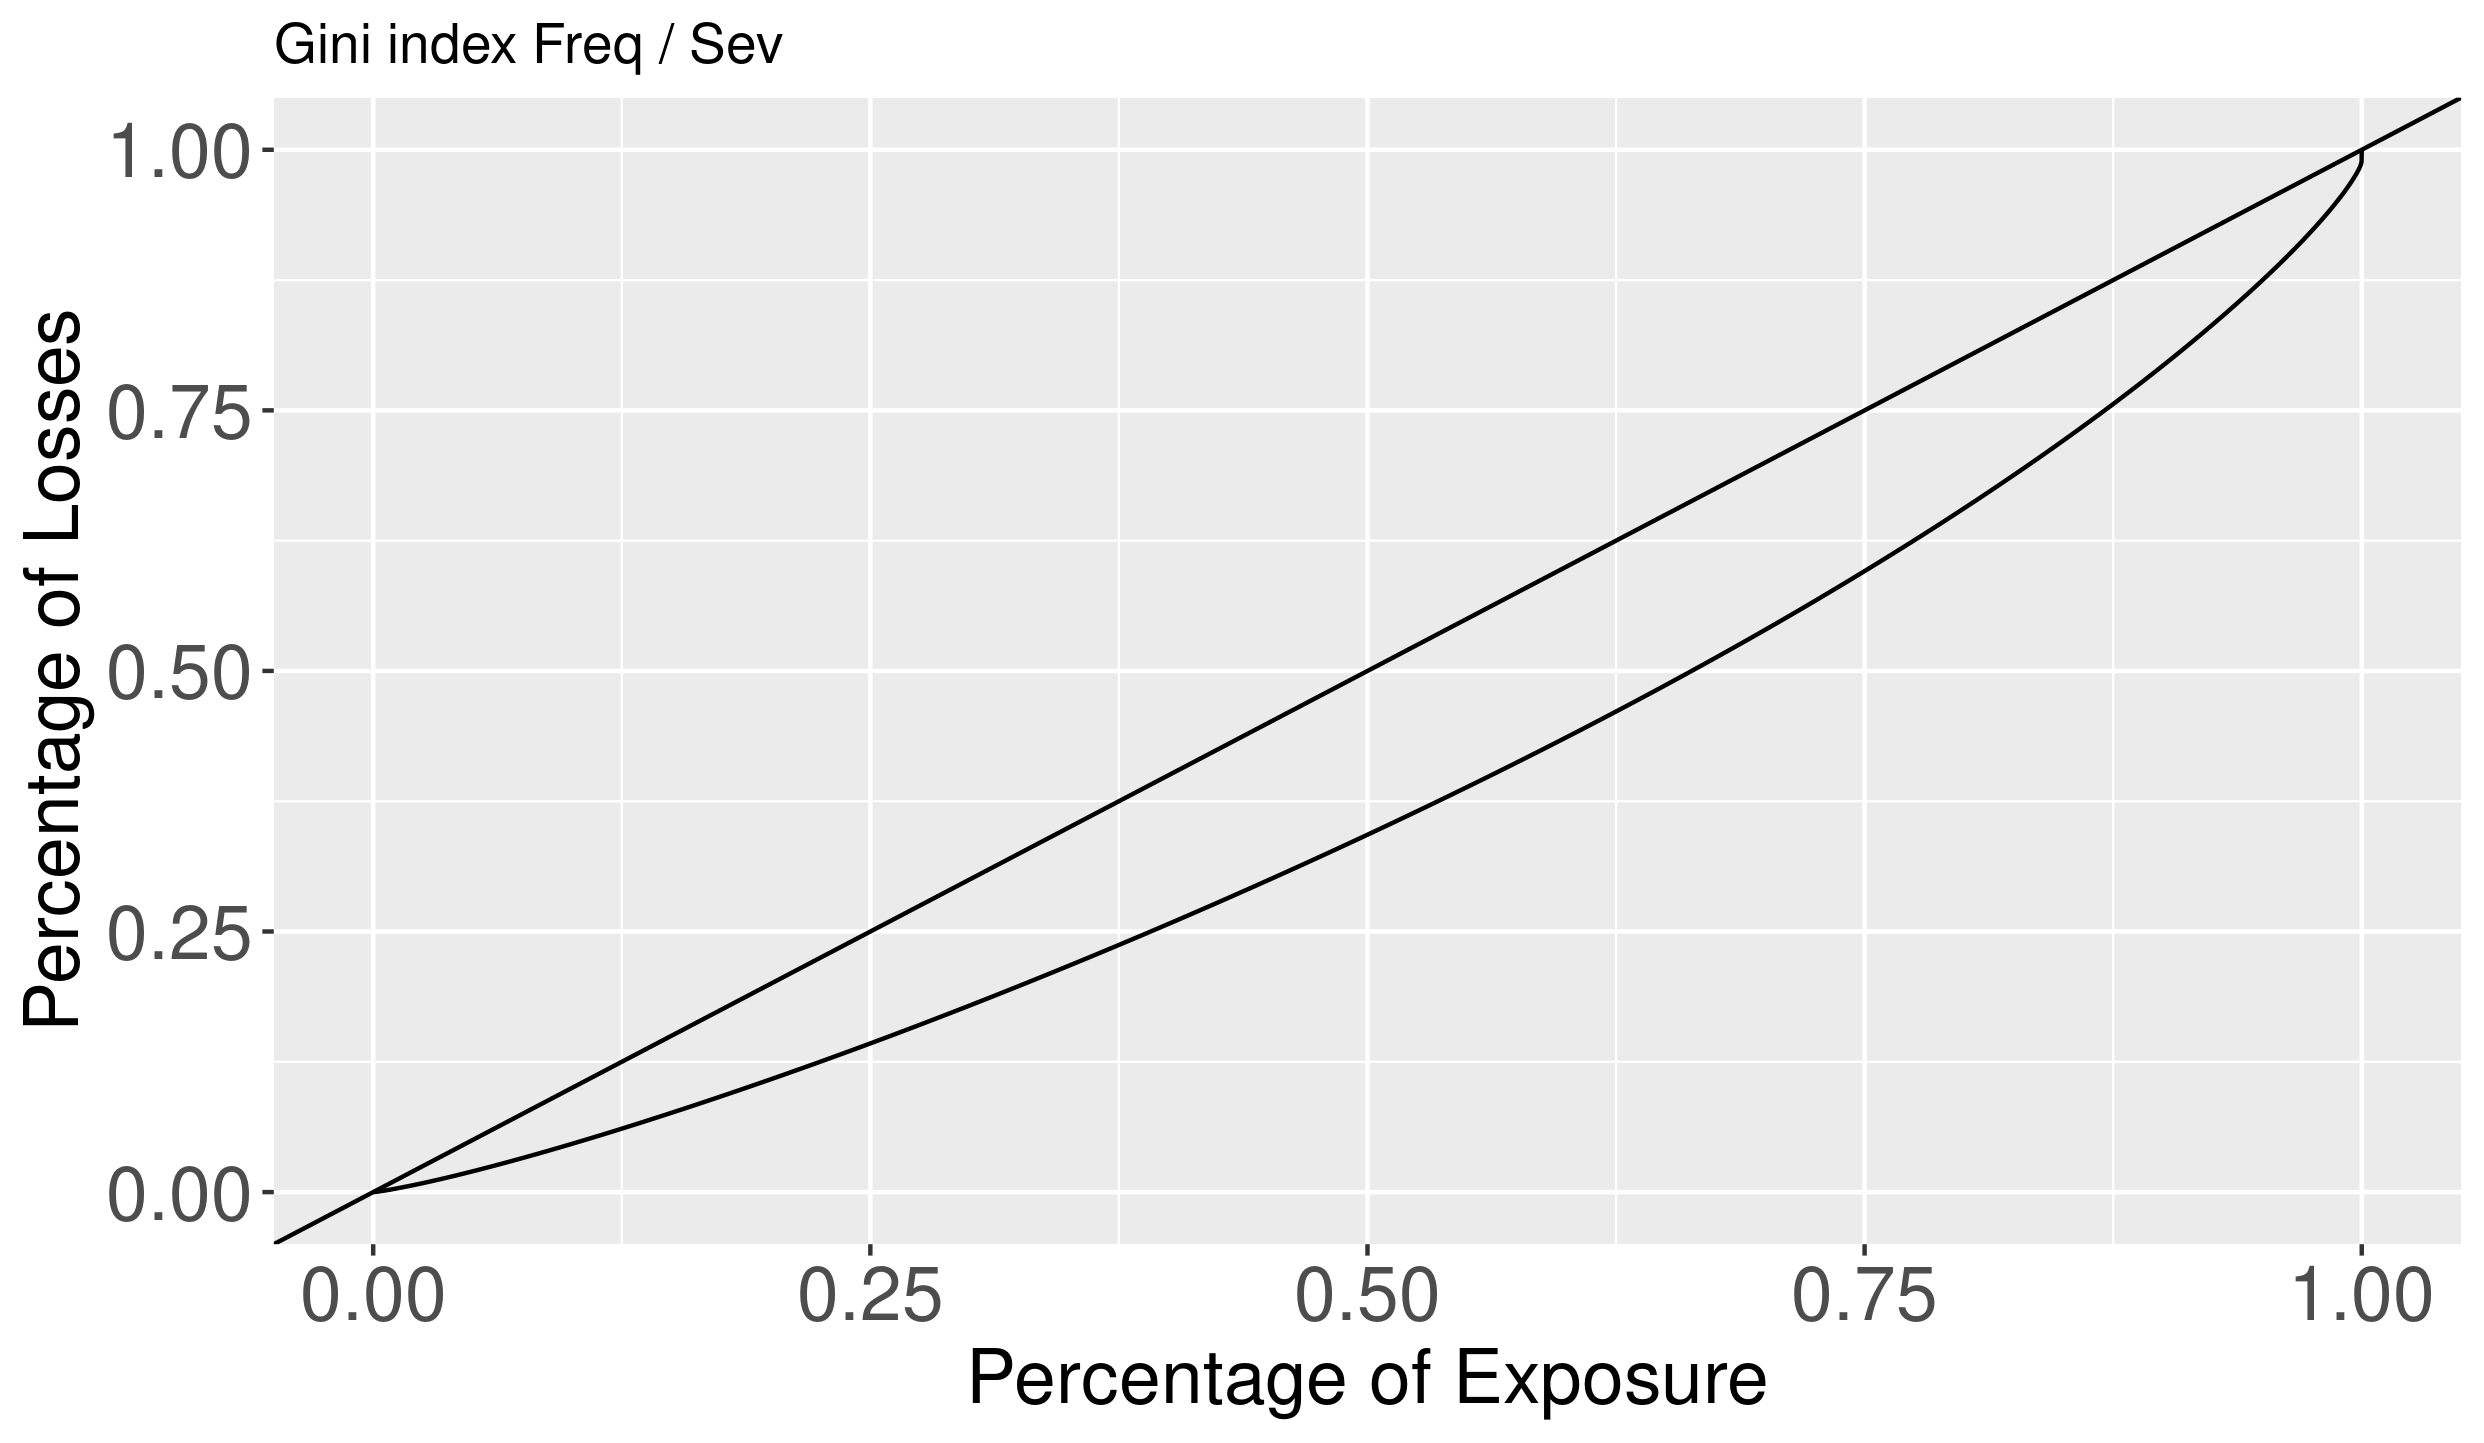 Gini index Freq / Sev
1.00
0.75
0.50
0.25
0.00
Percentage of Losses
0.00 0.25 0.50 0.75 1.00
Percentage of Exposure